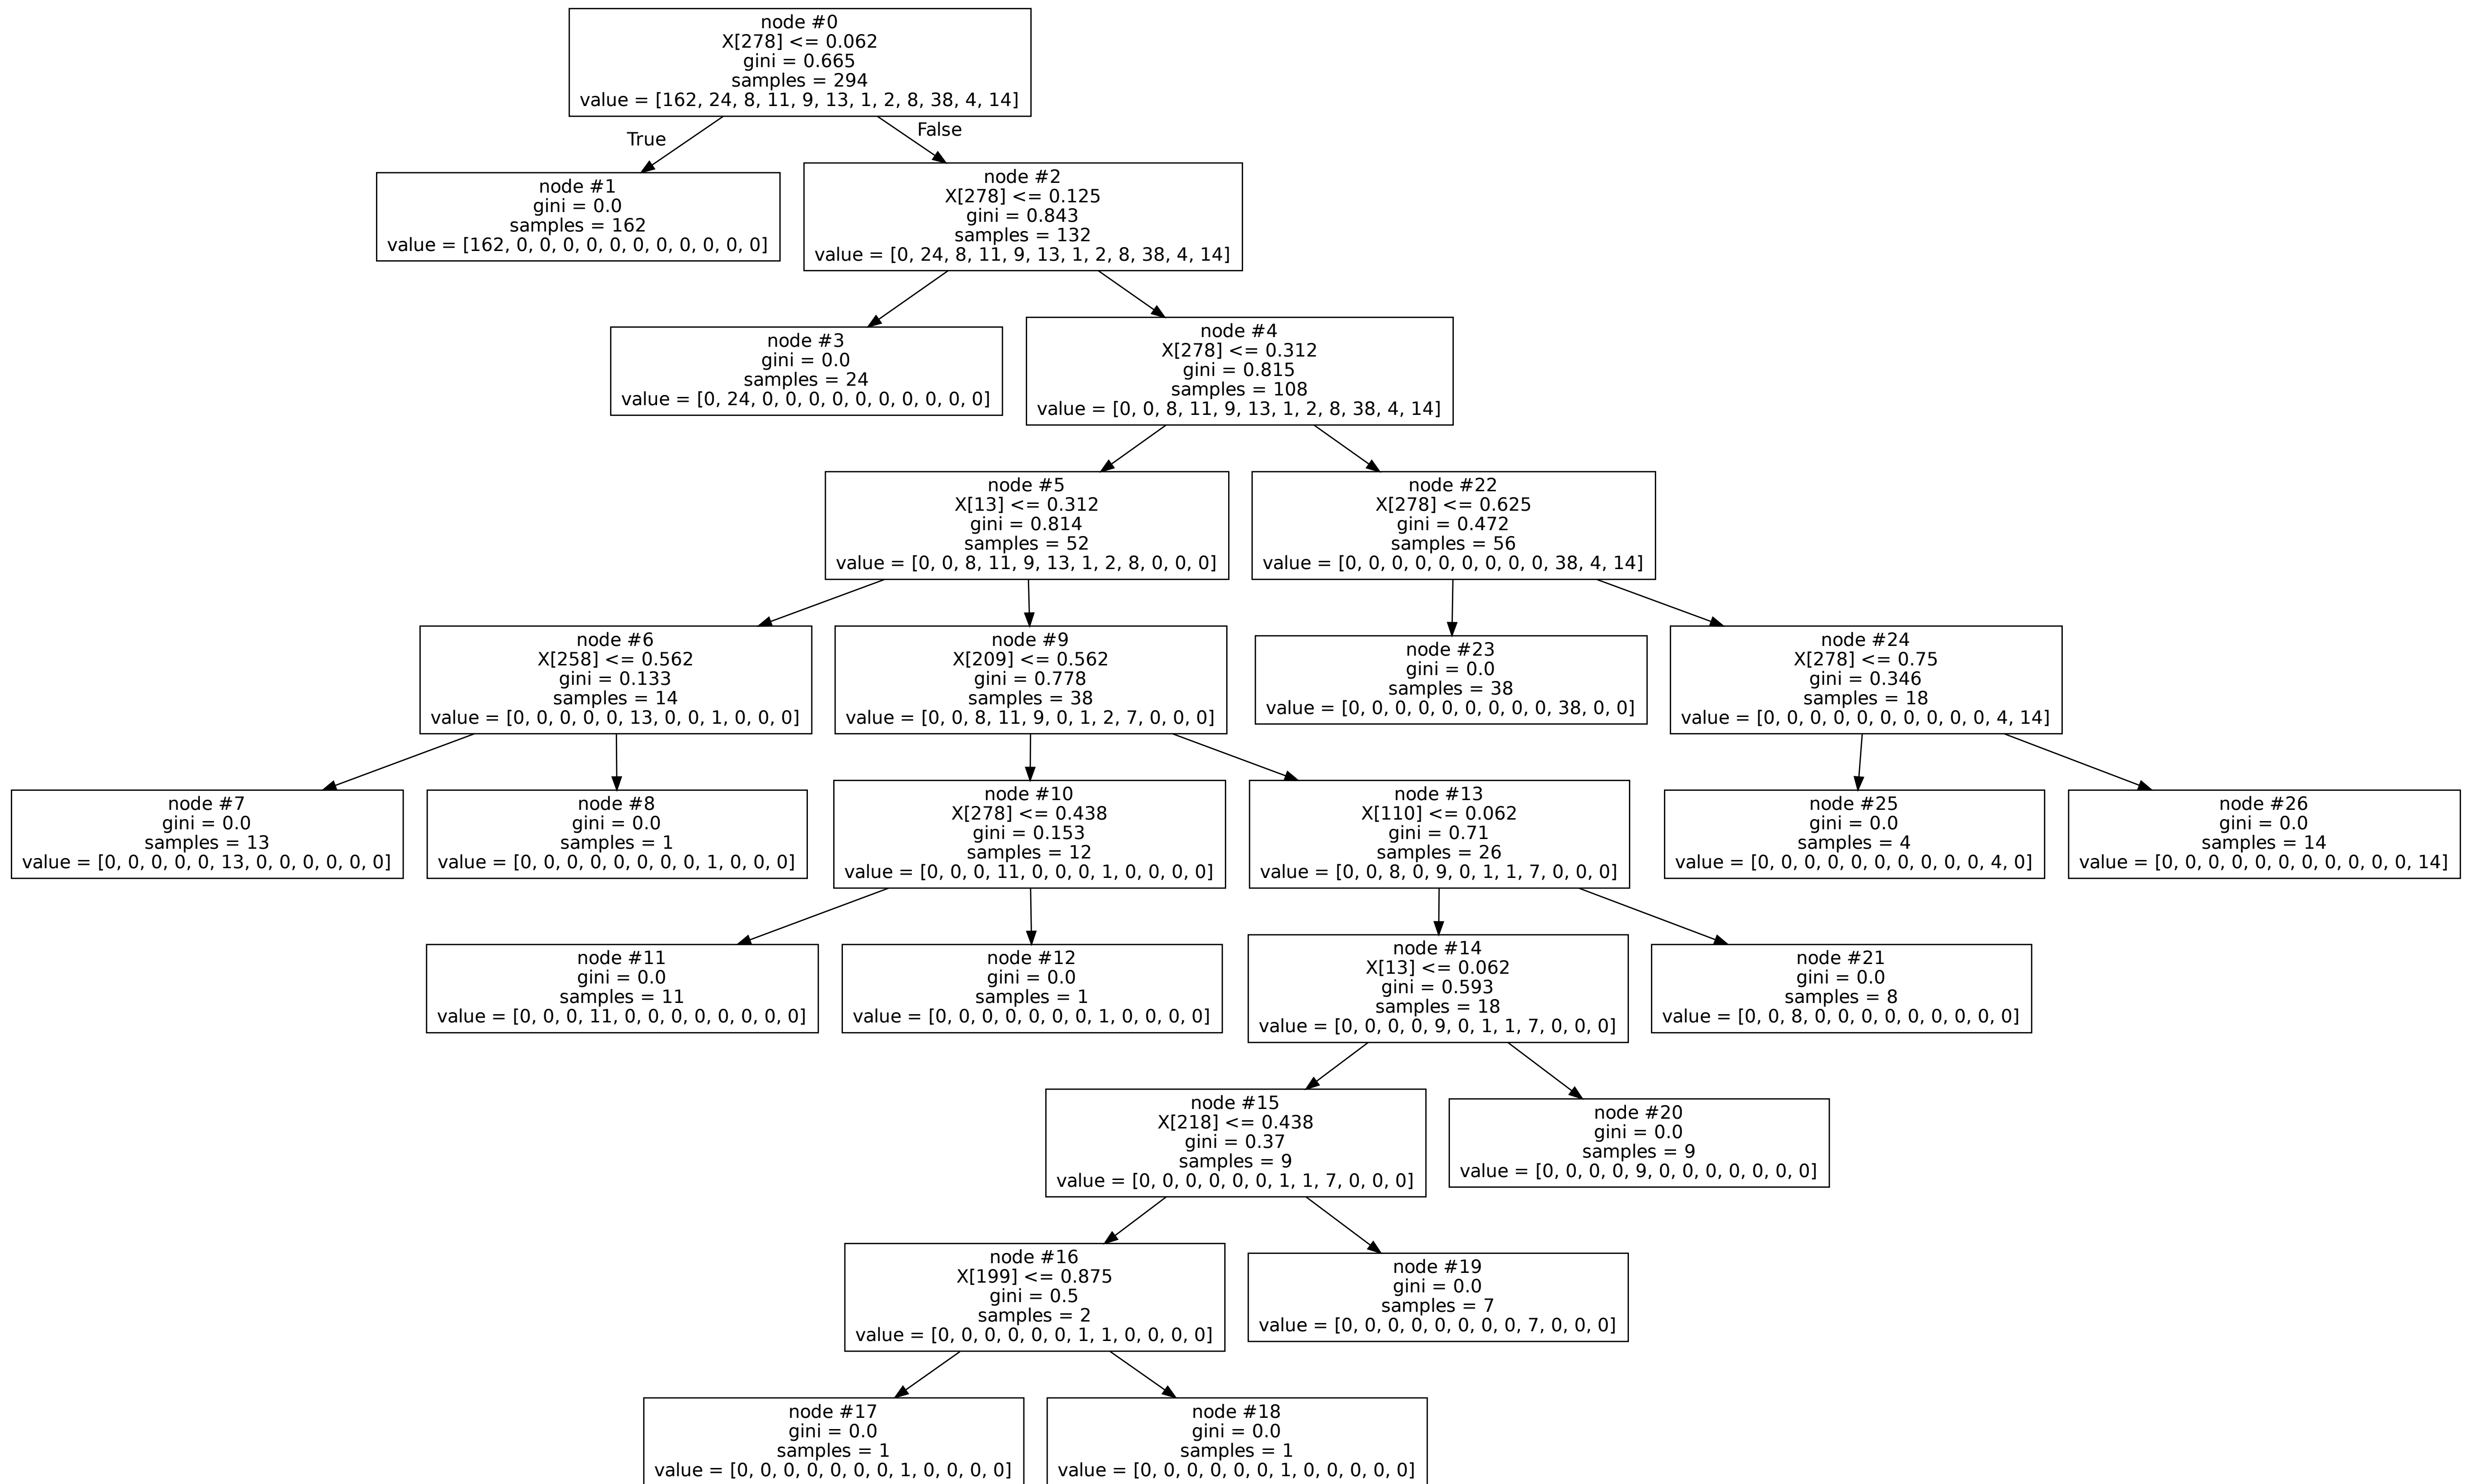 node #0
X[278] <= 0.062
gini = 0.665
samples = 294
value = [162, 24, 8, 11, 9, 13, 1, 2, 8, 38, 4, 14]
True
False
node #1
gini = 0.0
samples = 162
value = [162, 0, 0, 0, 0, 0, 0, 0, 0, 0, 0, 0]
node #2
X[278] <= 0.125
gini = 0.843
samples = 132
value = [0, 24, 8, 11, 9, 13, 1, 2, 8, 38, 4, 14]
node #3
gini = 0.0
samples = 24
value = [0, 24, 0, 0, 0, 0, 0, 0, 0, 0, 0, 0]
node #4
X[278] <= 0.312
gini = 0.815
samples = 108
value = [0, 0, 8, 11, 9, 13, 1, 2, 8, 38, 4, 14]
node #5
X[13] <= 0.312
gini = 0.814
samples = 52
value = [0, 0, 8, 11, 9, 13, 1, 2, 8, 0, 0, 0]
node #22
X[278] <= 0.625
gini = 0.472
samples = 56
value = [0, 0, 0, 0, 0, 0, 0, 0, 0, 38, 4, 14]
node #6
X[258] <= 0.562
gini = 0.133
samples = 14
value = [0, 0, 0, 0, 0, 13, 0, 0, 1, 0, 0, 0]
node #9
X[209] <= 0.562
gini = 0.778
samples = 38
value = [0, 0, 8, 11, 9, 0, 1, 2, 7, 0, 0, 0]
node #23
gini = 0.0
samples = 38
value = [0, 0, 0, 0, 0, 0, 0, 0, 0, 38, 0, 0]
node #24
X[278] <= 0.75
gini = 0.346
samples = 18
value = [0, 0, 0, 0, 0, 0, 0, 0, 0, 0, 4, 14]
node #7
gini = 0.0
samples = 13
value = [0, 0, 0, 0, 0, 13, 0, 0, 0, 0, 0, 0]
node #8
gini = 0.0
samples = 1
value = [0, 0, 0, 0, 0, 0, 0, 0, 1, 0, 0, 0]
node #10
X[278] <= 0.438
gini = 0.153
samples = 12
value = [0, 0, 0, 11, 0, 0, 0, 1, 0, 0, 0, 0]
node #13
X[110] <= 0.062
gini = 0.71
samples = 26
value = [0, 0, 8, 0, 9, 0, 1, 1, 7, 0, 0, 0]
node #25
gini = 0.0
samples = 4
value = [0, 0, 0, 0, 0, 0, 0, 0, 0, 0, 4, 0]
node #26
gini = 0.0
samples = 14
value = [0, 0, 0, 0, 0, 0, 0, 0, 0, 0, 0, 14]
node #11
gini = 0.0
samples = 11
value = [0, 0, 0, 11, 0, 0, 0, 0, 0, 0, 0, 0]
node #12
gini = 0.0
samples = 1
value = [0, 0, 0, 0, 0, 0, 0, 1, 0, 0, 0, 0]
node #14
X[13] <= 0.062
gini = 0.593
samples = 18
value = [0, 0, 0, 0, 9, 0, 1, 1, 7, 0, 0, 0]
node #21
gini = 0.0
samples = 8
value = [0, 0, 8, 0, 0, 0, 0, 0, 0, 0, 0, 0]
node #15
X[218] <= 0.438
gini = 0.37
samples = 9
value = [0, 0, 0, 0, 0, 0, 1, 1, 7, 0, 0, 0]
node #20
gini = 0.0
samples = 9
value = [0, 0, 0, 0, 9, 0, 0, 0, 0, 0, 0, 0]
node #16
X[199] <= 0.875
gini = 0.5
samples = 2
value = [0, 0, 0, 0, 0, 0, 1, 1, 0, 0, 0, 0]
node #19
gini = 0.0
samples = 7
value = [0, 0, 0, 0, 0, 0, 0, 0, 7, 0, 0, 0]
node #17
gini = 0.0
samples = 1
value = [0, 0, 0, 0, 0, 0, 0, 1, 0, 0, 0, 0]
node #18
gini = 0.0
samples = 1
value = [0, 0, 0, 0, 0, 0, 1, 0, 0, 0, 0, 0]